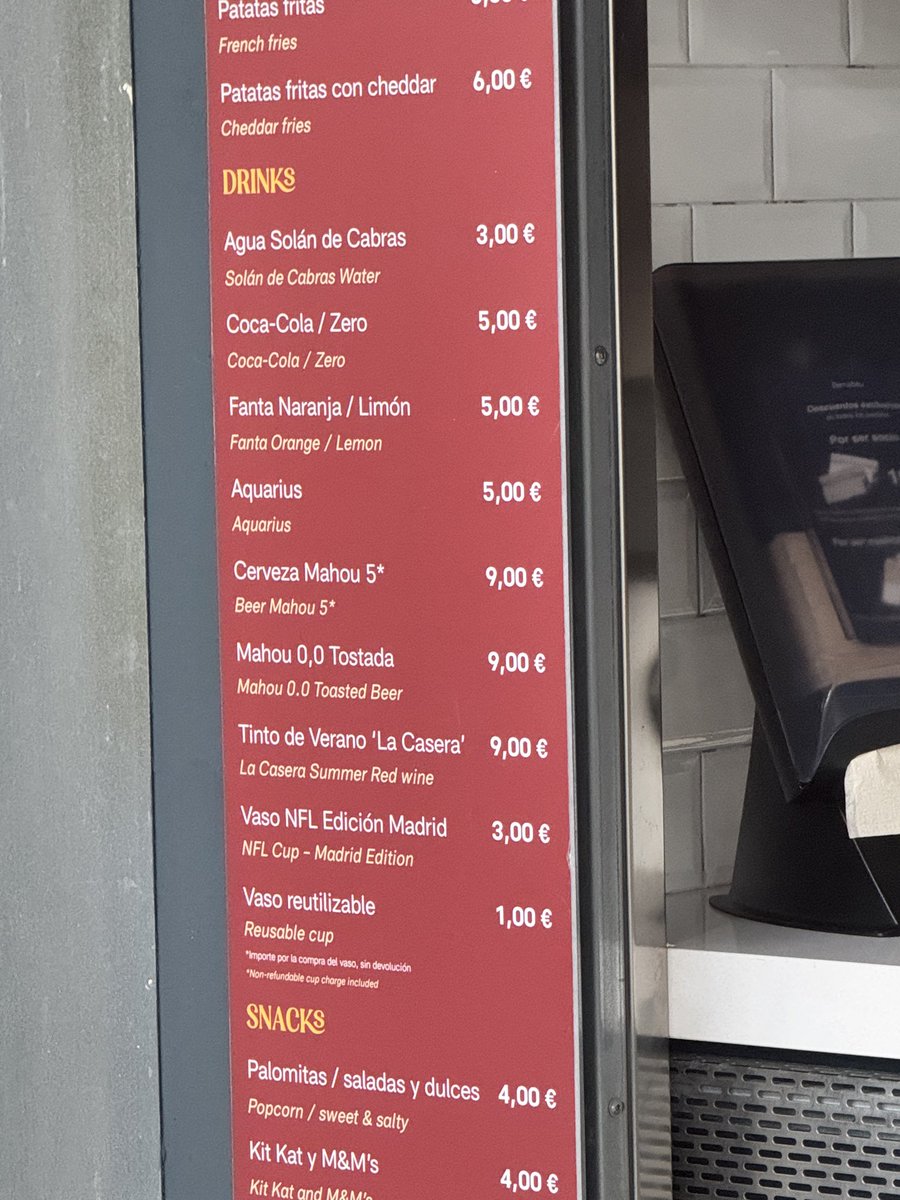 Patatas fritas
French fries
Patatas fritas con cheddar 6,00 €
Cheddar fries
DRINKS
Agua Solán de Cabras 3,00 €
Solán de Cabras Water
Coca-Cola / Zero 5,00 €
Coca-Cola / Zero
Fanta Naranja / Limón 5,00 €
Fanta Orange / Lemon
Aquarius 5,00 €
Aquarius
Cerveza Mahou 5* 9,00 €
Beer Mahou 5*
Mahou 0,0 Tostada 9,00 €
Mahou 0.0 Toasted Beer
Tinto de Verano ‘La Casera’ 9,00 €
La Casera Summer Red wine
Vaso NFL Edición Madrid 3,00 €
NFL Cup – Madrid Edition
Vaso reutilizable 1,00 €
Reusable cup
*Importe por la compra del vaso, sin devolución
*Non-refundable cup charge included
SNACKS
Palomitas / saladas y dulces 4,00 €
Popcorn / sweet & salty
Kit Kat y M&M's 4,00 €
Kit Kat and M&M's
Descuentos
Por ser